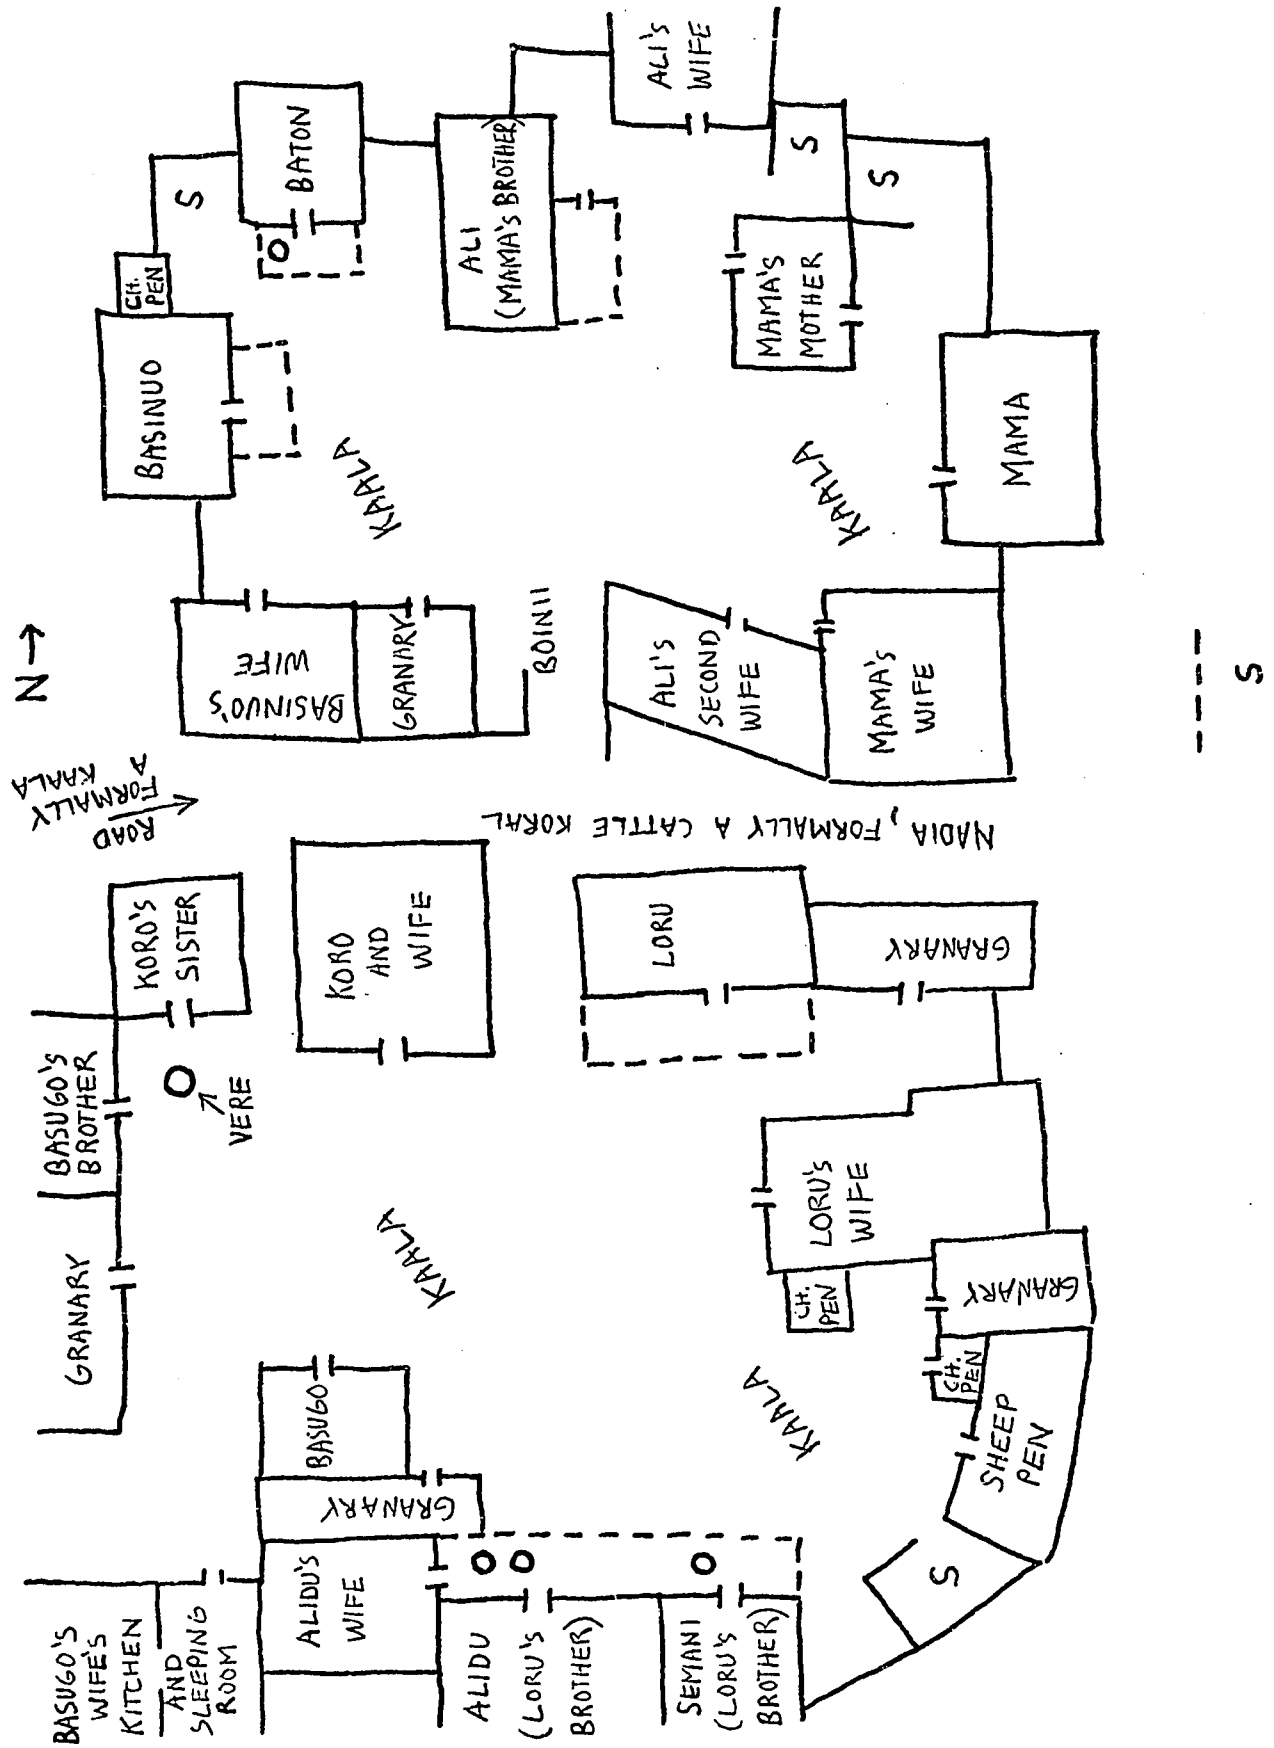 N →
ROAD
FORMALLY
A
KAALA
BASINUO
CH.
PEN
S
BATON
ALI
(MAMA'S BROTHER)
ALI'S
WIFE
S
S
MAMA'S
MOTHER
MAMA
KAALA
KAALA
BASINUO'S
WIFE
GRANARY
BOINII
ALI'S
SECOND
WIFE
MAMA'S
WIFE
S
NADIA, FORMALLY A CATTLE KORAL
KORO'S
SISTER
KORO
AND
WIFE
LORU
GRANARY
BASUGO'S
BROTHER
VERE
GRANARY
KAALA
LORU'S
WIFE
CH.
PEN
GRANARY
CH.
PEN
SHEEP
PEN
KAALA
S
BASUGO
GRANARY
BASUGO'S
WIFE'S
KITCHEN
AND
SLEEPING
ROOM
ALIDU'S
WIFE
ALIDU
(LORU'S
BROTHER)
SEMANI
(LORU'S
BROTHER)